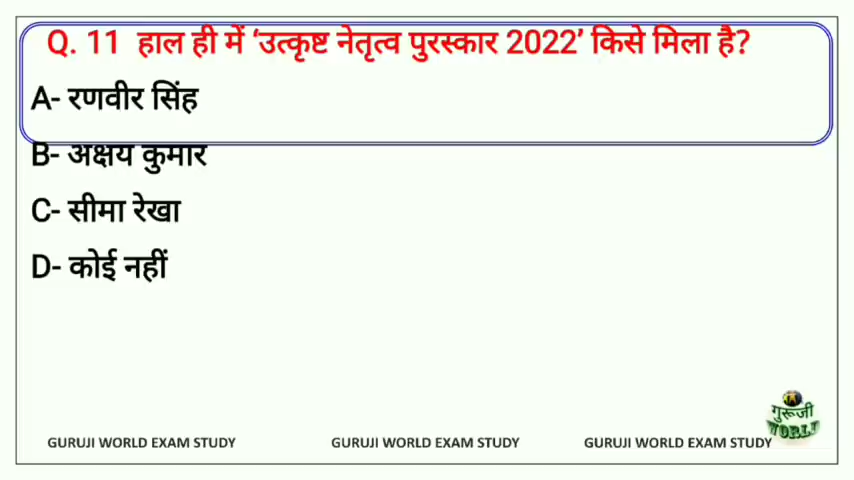 Q. 11 हाल ही में ‘उत्कृष्ट नेतृत्व पुरस्कार 2022’ किसे मिला है?
A- रणवीर सिंह
B- अक्षय कुमार
C- सीमा रेखा
D- कोई नहीं
गुरूजी
WORLD
GURUJI WORLD EXAM STUDY GURUJI WORLD EXAM STUDY GURUJI WORLD EXAM STUDY